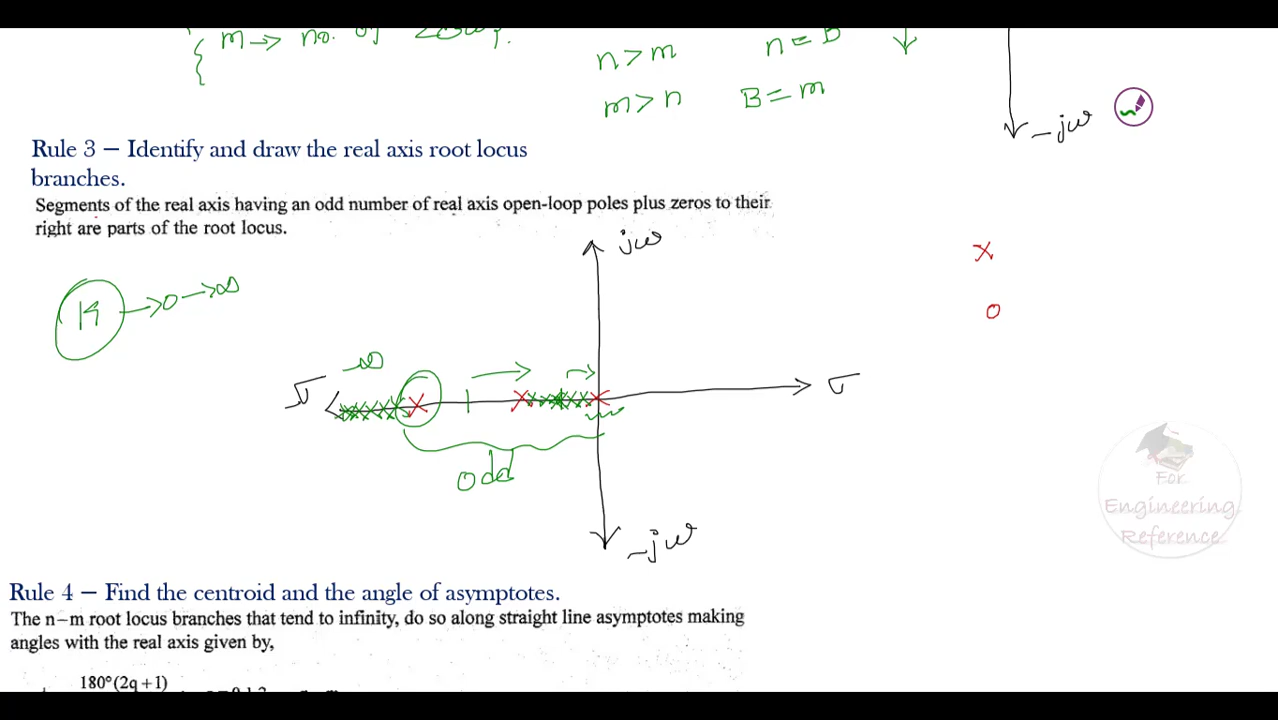 m → no. of
n > m n = B
m > n B = m
-jω
Rule 3 – Identify and draw the real axis root locus
branches.
Segments of the real axis having an odd number of real axis open-loop poles plus zeros to their
right are parts of the root locus.
jω
X
K → 0 → ∞
0
-∞
σ
odd
-jω
For
Engineering
Reference
Rule 4 – Find the centroid and the angle of asymptotes.
The n–m root locus branches that tend to infinity, do so along straight line asymptotes making
angles with the real axis given by,
180°(2q + 1)